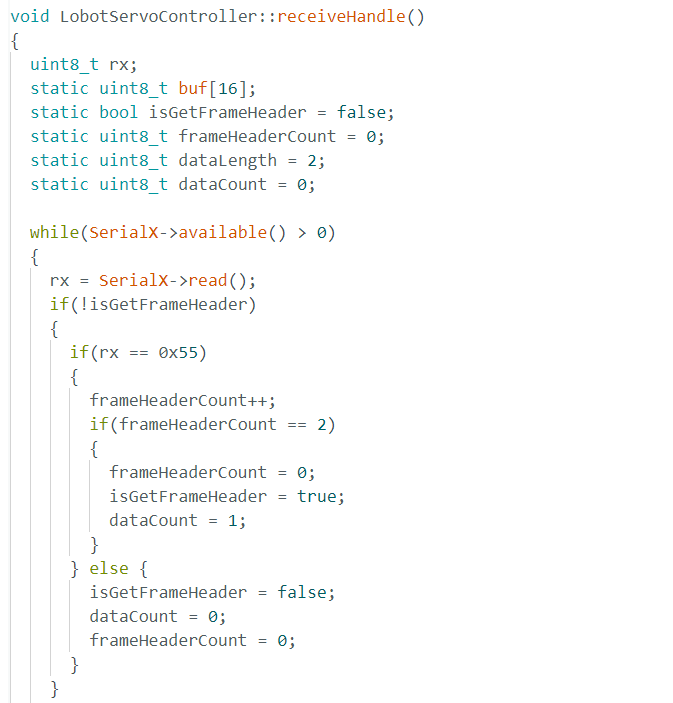 void LobotServoController::receiveHandle()
{
  uint8_t rx;
  static uint8_t buf[16];
  static bool isGetFrameHeader = false;
  static uint8_t frameHeaderCount = 0;
  static uint8_t dataLength = 2;
  static uint8_t dataCount = 0;

  while(SerialX->available() > 0)
  {
    rx = SerialX->read();
    if(!isGetFrameHeader)
    {
      if(rx == 0x55)
      {
        frameHeaderCount++;
        if(frameHeaderCount == 2)
        {
          frameHeaderCount = 0;
          isGetFrameHeader = true;
          dataCount = 1;
        }
      } else {
        isGetFrameHeader = false;
        dataCount = 0;
        frameHeaderCount = 0;
      }
    }